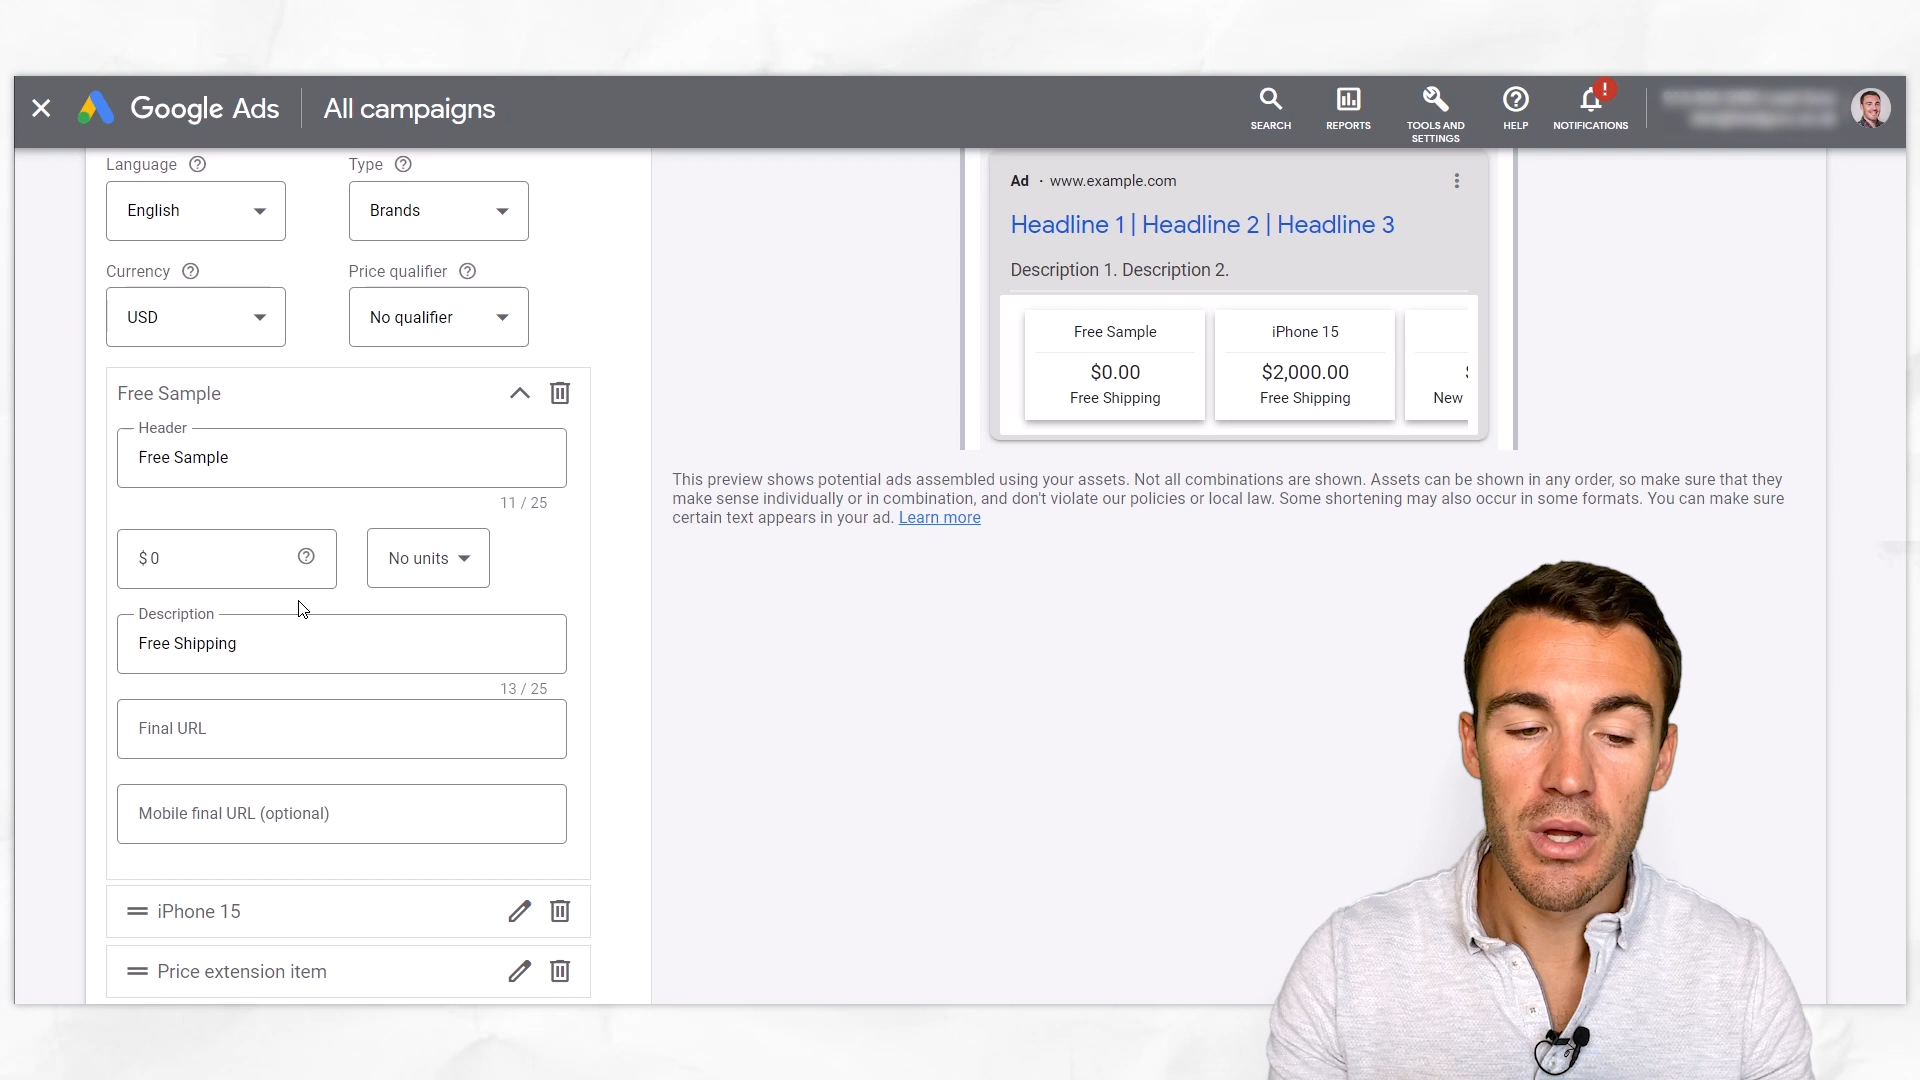 Google Ads
All campaigns
SEARCH
REPORTS
TOOLS AND
SETTINGS
HELP
!
NOTIFICATIONS
Language
Type
English
Brands
Currency
Price qualifier
USD
No qualifier
Free Sample
Header
Free Sample
11 / 25
$ 0
No units
Description
Free Shipping
13 / 25
Final URL
Mobile final URL (optional)
iPhone 15
Price extension item
Ad · www.example.com
Headline 1 | Headline 2 | Headline 3
Description 1. Description 2.
Free Sample
$0.00
Free Shipping
iPhone 15
$2,000.00
Free Shipping
New
This preview shows potential ads assembled using your assets. Not all combinations are shown. Assets can be shown in any order, so make sure that they
make sense individually or in combination, and don't violate our policies or local law. Some shortening may also occur in some formats. You can make sure
certain text appears in your ad. Learn more